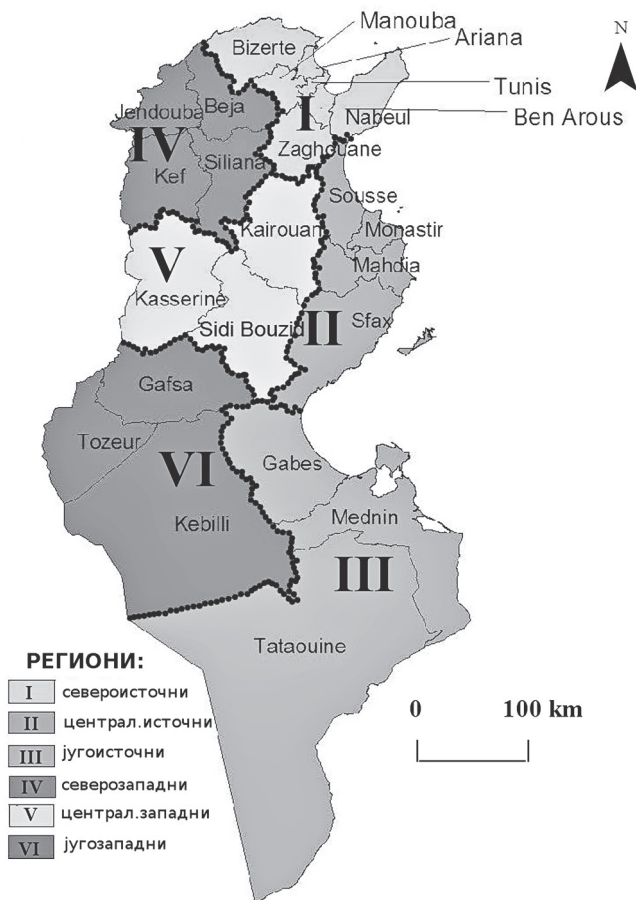 Manouba
N
Ariana
Bizerte
Tunis
Jendouba
Beja
I
Nabeul
Ben Arous
IV
Siliana
Zaghouane
Kef
Sousse
Kairouan
Monastir
V
Mahdia
Kasserine
Sidi Bouzid
II
Sfax
Gafsa
Tozeur
VI
Gabes
Kebilli
Mednin
III
Tataouine
РЕГИОНИ:
I североисточни
II централ.источни
III југоисточни
IV северозападни
V централ.западни
VI југозападни
0 100 km